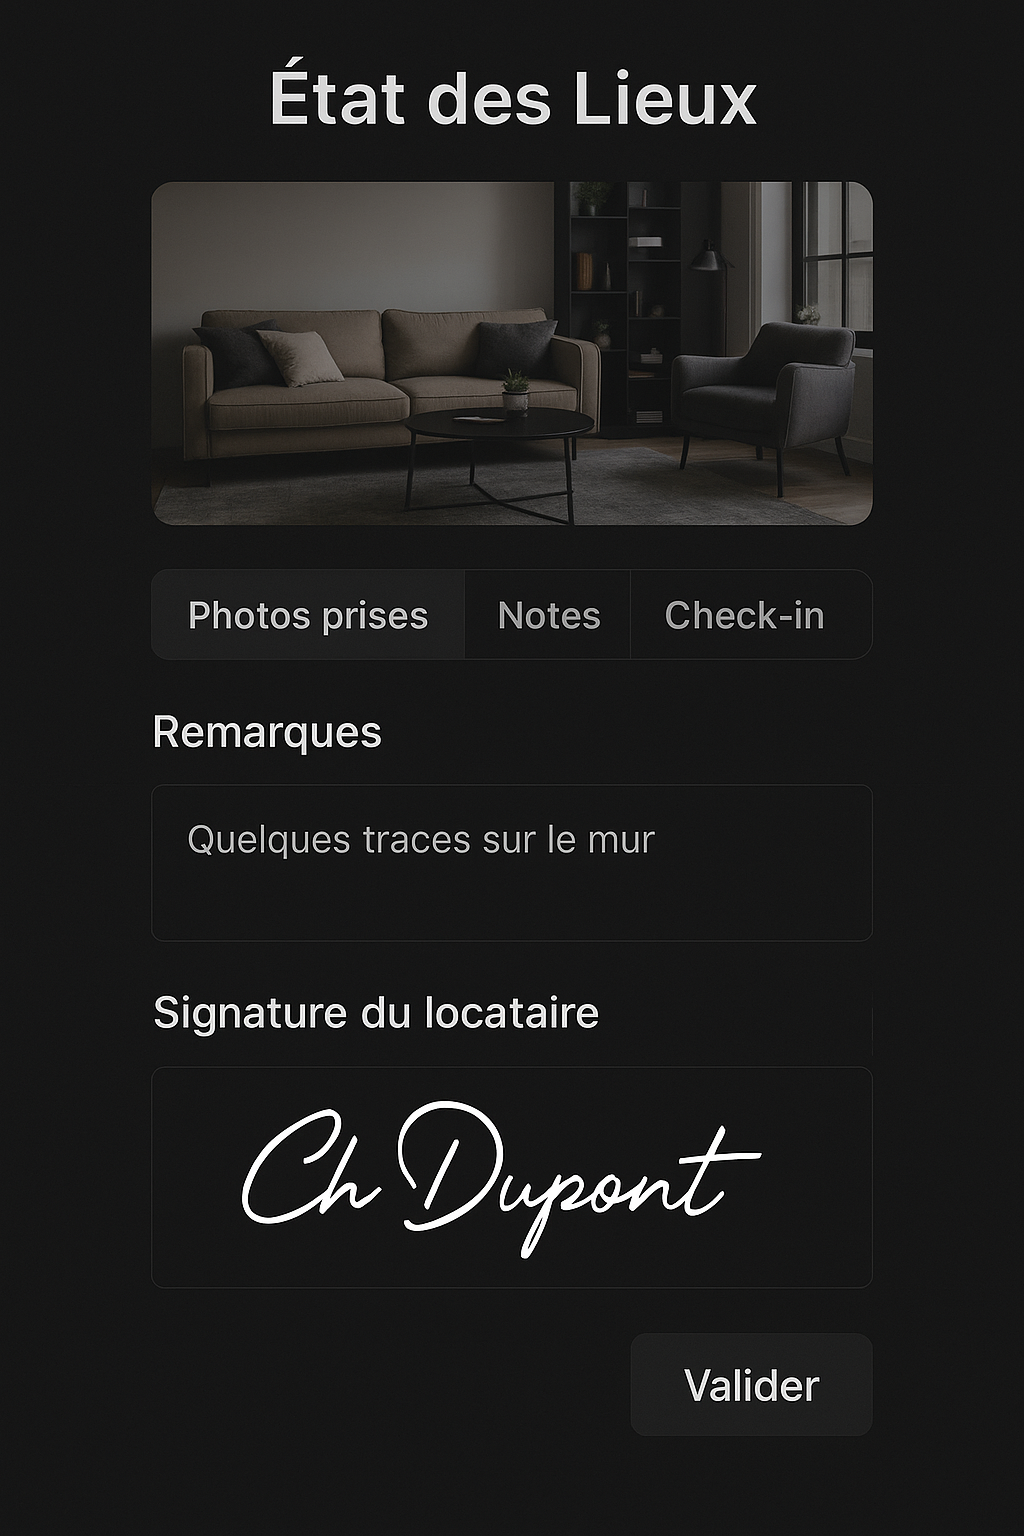 État des Lieux
Photos prises
Notes
Check-in
Remarques
Quelques traces sur le mur
Signature du locataire
Ch Dupont
Valider